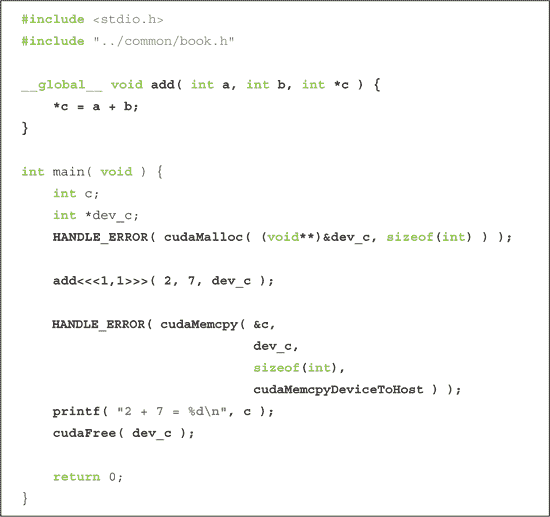 #include <stdio.h>
#include "../common/book.h"
__global__ void add( int a, int b, int *c ) {
*c = a + b;
}
int main( void ) {
int c;
int *dev_c;
HANDLE_ERROR( cudaMalloc( (void**)&dev_c, sizeof(int) ) );
add<<<1,1>>>( 2, 7, dev_c );
HANDLE_ERROR( cudaMemcpy( &c,
dev_c,
sizeof(int),
cudaMemcpyDeviceToHost ) );
printf( "2 + 7 = %d\n", c );
cudaFree( dev_c );
return 0;
}